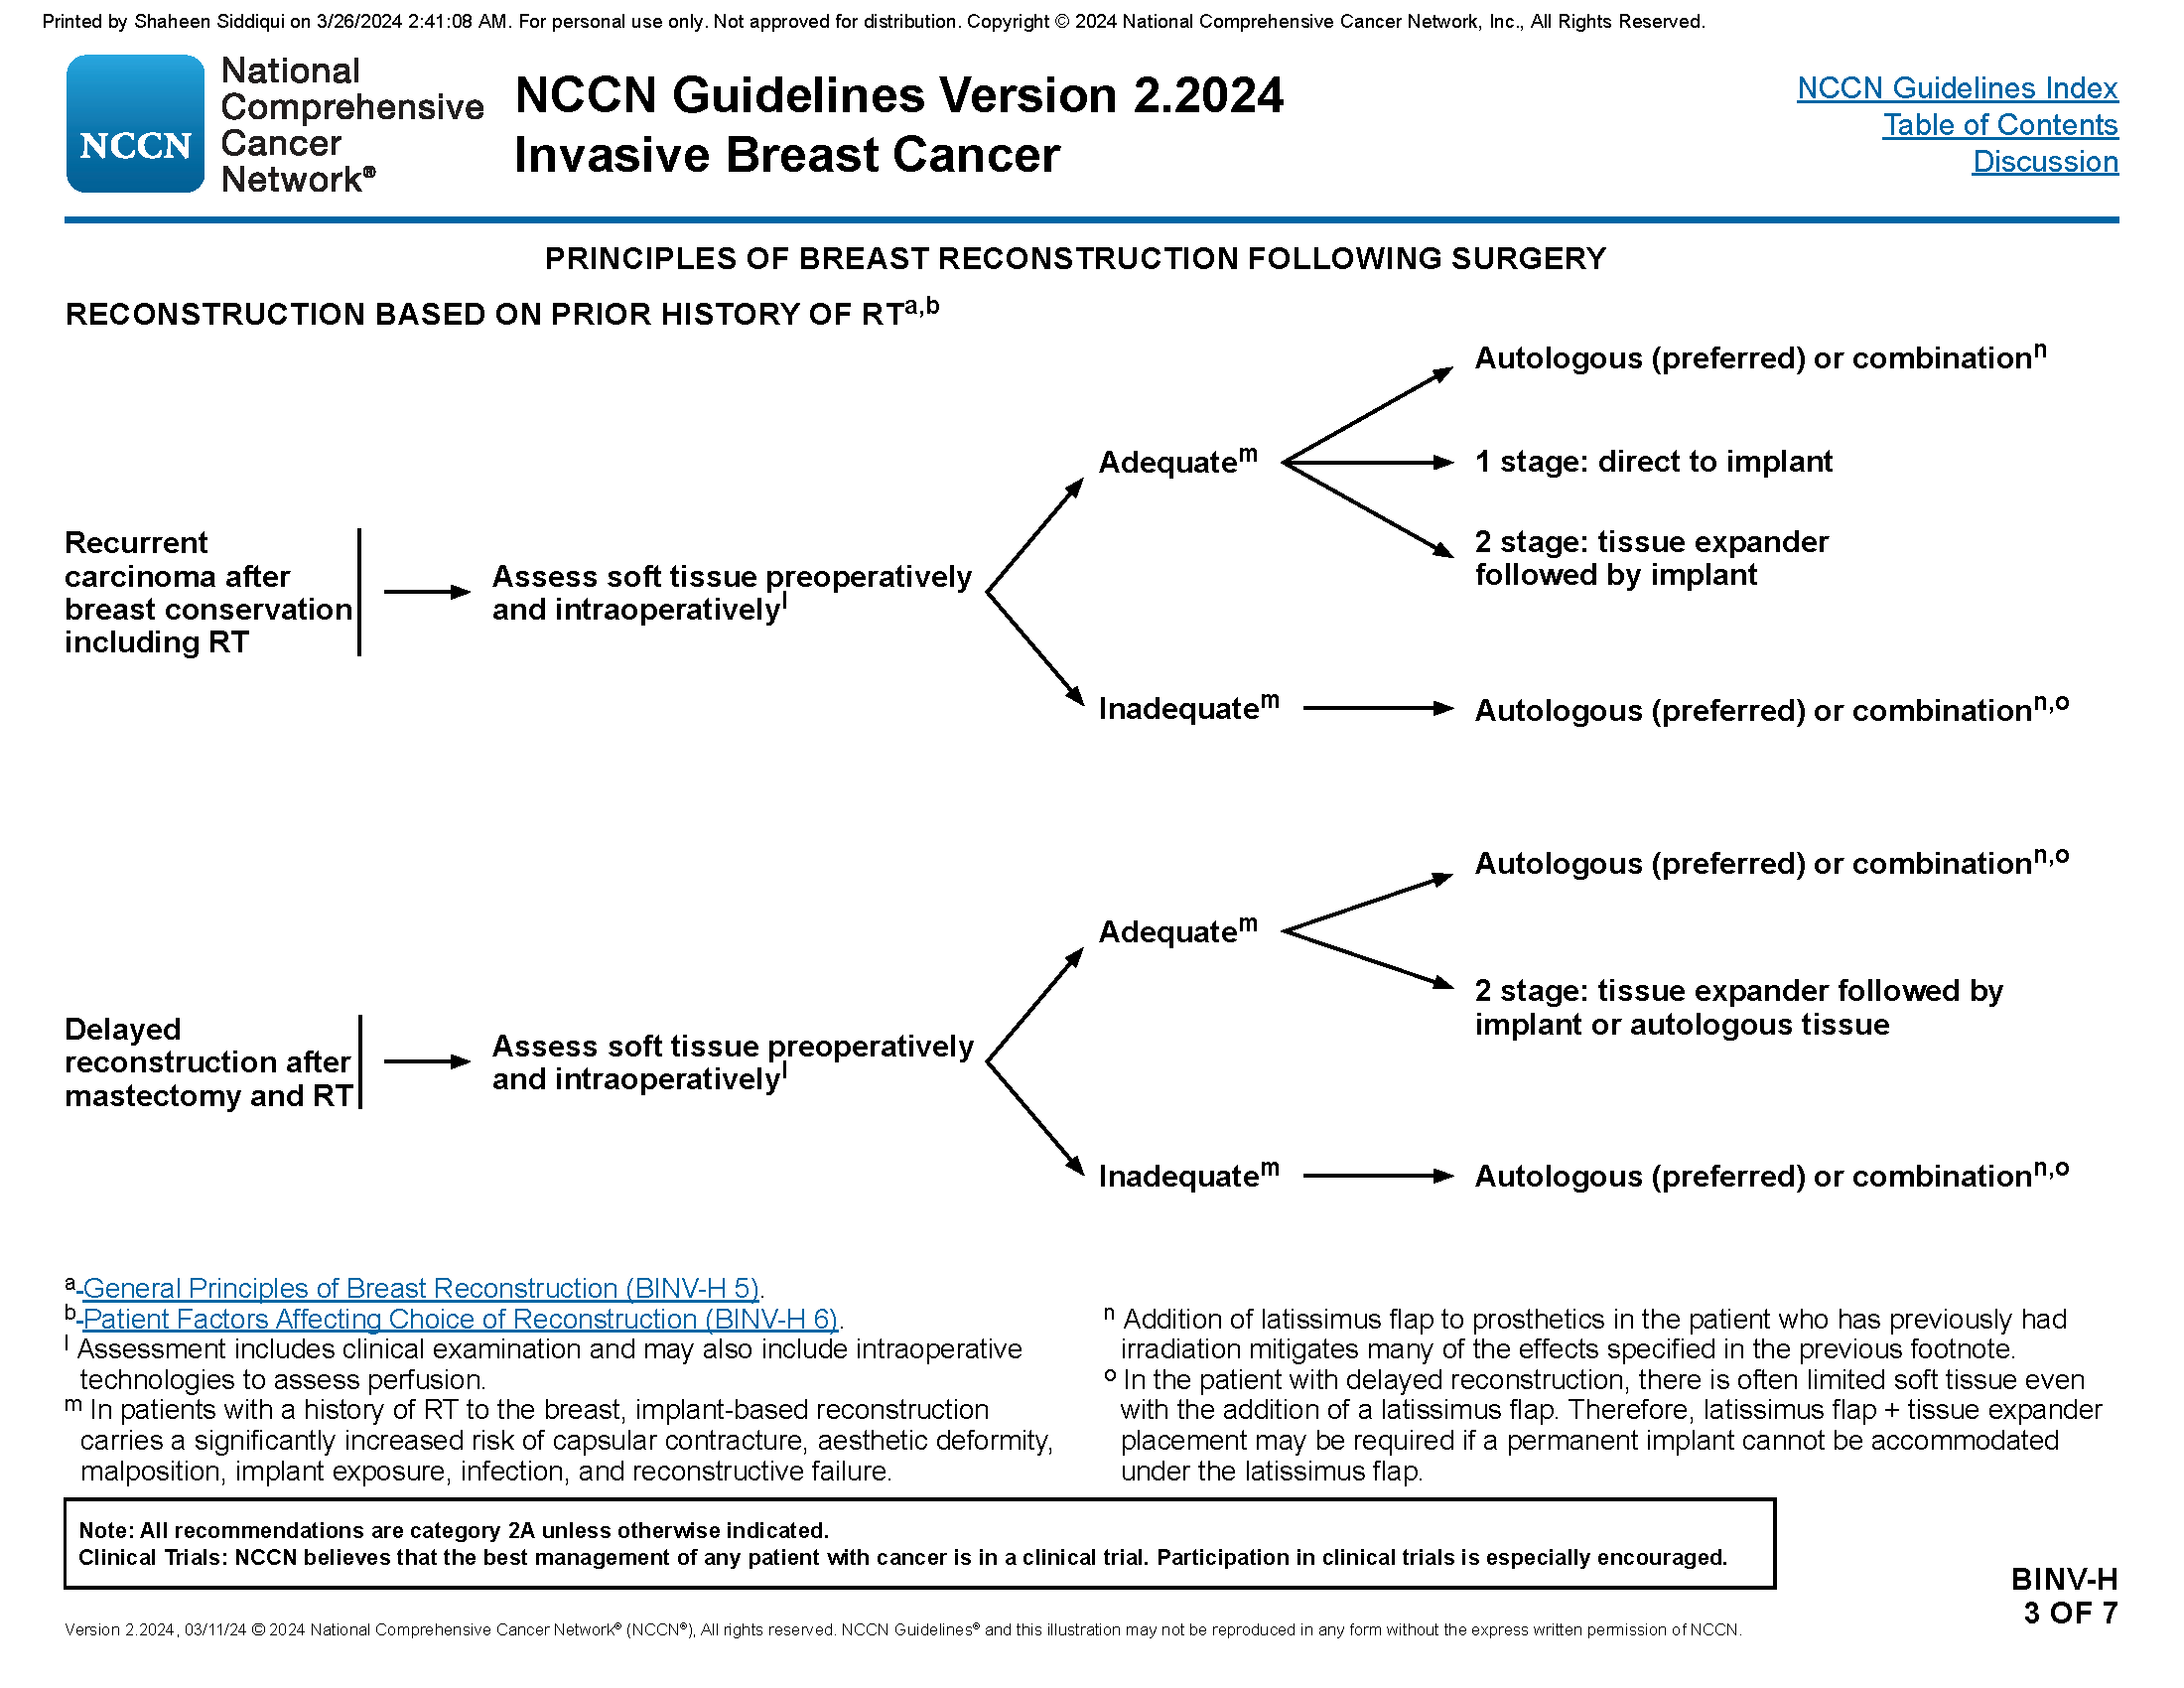 Printed by Shaheen Siddiqui on 3/26/2024 2:41:08 AM. For personal use only. Not approved for distribution. Copyright © 2024 National Comprehensive Cancer Network, Inc., All Rights Reserved.
NCCN
National
Comprehensive
Cancer
Network®
NCCN Guidelines Version 2.2024
Invasive Breast Cancer
NCCN Guidelines Index
Table of Contents
Discussion
PRINCIPLES OF BREAST RECONSTRUCTION FOLLOWING SURGERY
RECONSTRUCTION BASED ON PRIOR HISTORY OF RTa,b
Recurrent
carcinoma after
breast conservation
including RT
Assess soft tissue preoperatively
and intraoperativelyl
Adequatem
Autologous (preferred) or combinationn
1 stage: direct to implant
2 stage: tissue expander
followed by implant
Inadequatem
Autologous (preferred) or combinationn,o
Delayed
reconstruction after
mastectomy and RT
Assess soft tissue preoperatively
and intraoperativelyl
Adequatem
Autologous (preferred) or combinationn,o
2 stage: tissue expander followed by
implant or autologous tissue
Inadequatem
Autologous (preferred) or combinationn,o
a General Principles of Breast Reconstruction (BINV-H 5).
b Patient Factors Affecting Choice of Reconstruction (BINV-H 6).
l Assessment includes clinical examination and may also include intraoperative
technologies to assess perfusion.
m In patients with a history of RT to the breast, implant-based reconstruction
carries a significantly increased risk of capsular contracture, aesthetic deformity,
malposition, implant exposure, infection, and reconstructive failure.
n Addition of latissimus flap to prosthetics in the patient who has previously had
irradiation mitigates many of the effects specified in the previous footnote.
o In the patient with delayed reconstruction, there is often limited soft tissue even
with the addition of a latissimus flap. Therefore, latissimus flap + tissue expander
placement may be required if a permanent implant cannot be accommodated
under the latissimus flap.
Note: All recommendations are category 2A unless otherwise indicated.
Clinical Trials: NCCN believes that the best management of any patient with cancer is in a clinical trial. Participation in clinical trials is especially encouraged.
BINV-H
3 OF 7
Version 2.2024, 03/11/24 © 2024 National Comprehensive Cancer Network® (NCCN®), All rights reserved. NCCN Guidelines® and this illustration may not be reproduced in any form without the express written permission of NCCN.